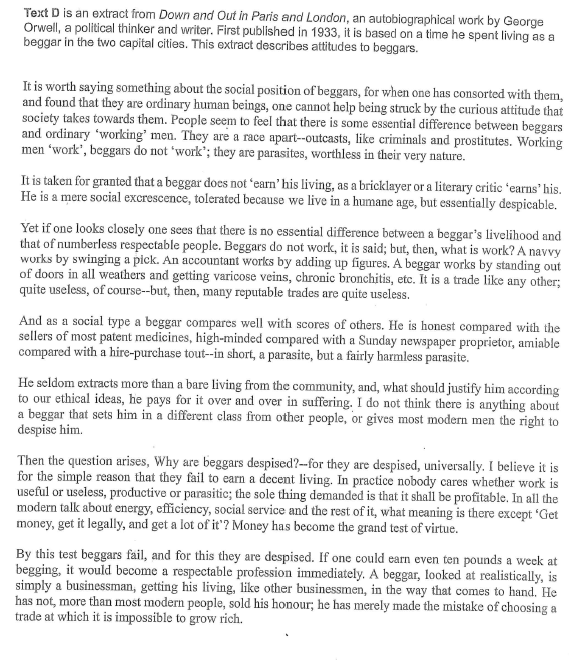 Text D is an extract from Down and Out in Paris and London, an autobiographical work by George
Orwell, a political thinker and writer. First published in 1933, it is based on a time he spent living as a
beggar in the two capital cities. This extract describes attitudes to beggars.
It is worth saying something about the social position of beggars, for when one has consorted with them,
and found that they are ordinary human beings, one cannot help being struck by the curious attitude that
society takes towards them. People seem to feel that there is some essential difference between beggars
and ordinary ‘working’ men. They are a race apart--outcasts, like criminals and prostitutes. Working
men ‘work’, beggars do not ‘work’; they are parasites, worthless in their very nature.
It is taken for granted that a beggar does not ‘earn’ his living, as a bricklayer or a literary critic ‘earns’ his.
He is a mere social excrescence, tolerated because we live in a humane age, but essentially despicable.
Yet if one looks closely one sees that there is no essential difference between a beggar’s livelihood and
that of numberless respectable people. Beggars do not work, it is said; but, then, what is work? A navvy
works by swinging a pick. An accountant works by adding up figures. A beggar works by standing out
of doors in all weathers and getting varicose veins, chronic bronchitis, etc. It is a trade like any other;
quite useless, of course--but, then, many reputable trades are quite useless.
And as a social type a beggar compares well with scores of others. He is honest compared with the
sellers of most patent medicines, high-minded compared with a Sunday newspaper proprietor, amiable
compared with a hire-purchase tout--in short, a parasite, but a fairly harmless parasite.
He seldom extracts more than a bare living from the community, and, what should justify him according
to our ethical ideas, he pays for it over and over in suffering. I do not think there is anything about
a beggar that sets him in a different class from other people, or gives most modern men the right to
despise him.
Then the question arises, Why are beggars despised?--for they are despised, universally. I believe it is
for the simple reason that they fail to earn a decent living. In practice nobody cares whether work is
useful or useless, productive or parasitic; the sole thing demanded is that it shall be profitable. In all the
modern talk about energy, efficiency, social service and the rest of it, what meaning is there except ‘Get
money, get it legally, and get a lot of it’? Money has become the grand test of virtue.
By this test beggars fail, and for this they are despised. If one could earn even ten pounds a week at
begging, it would become a respectable profession immediately. A beggar, looked at realistically, is
simply a businessman, getting his living, like other businessmen, in the way that comes to hand. He
has not, more than most modern people, sold his honour; he has merely made the mistake of choosing a
trade at which it is impossible to grow rich.